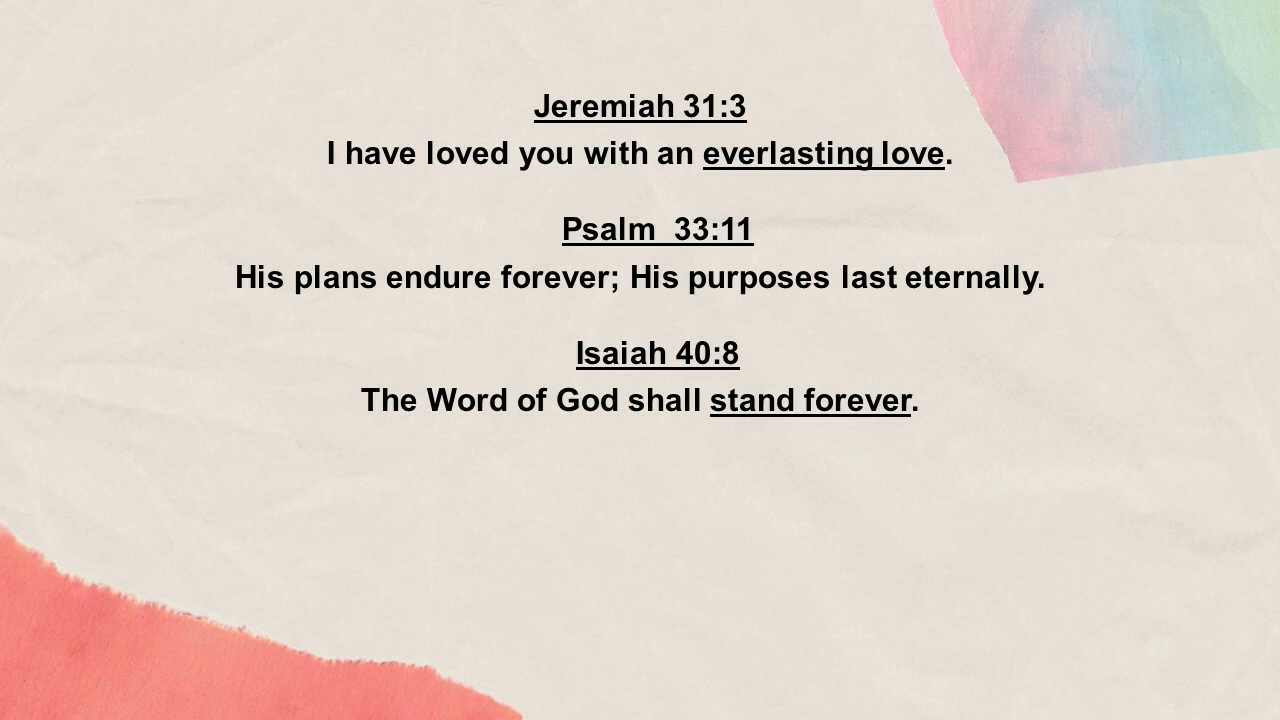 Jeremiah 31:3
I have loved you with an everlasting love.
Psalm  33:11
His plans endure forever; His purposes last eternally.
Isaiah 40:8
The Word of God shall stand forever.